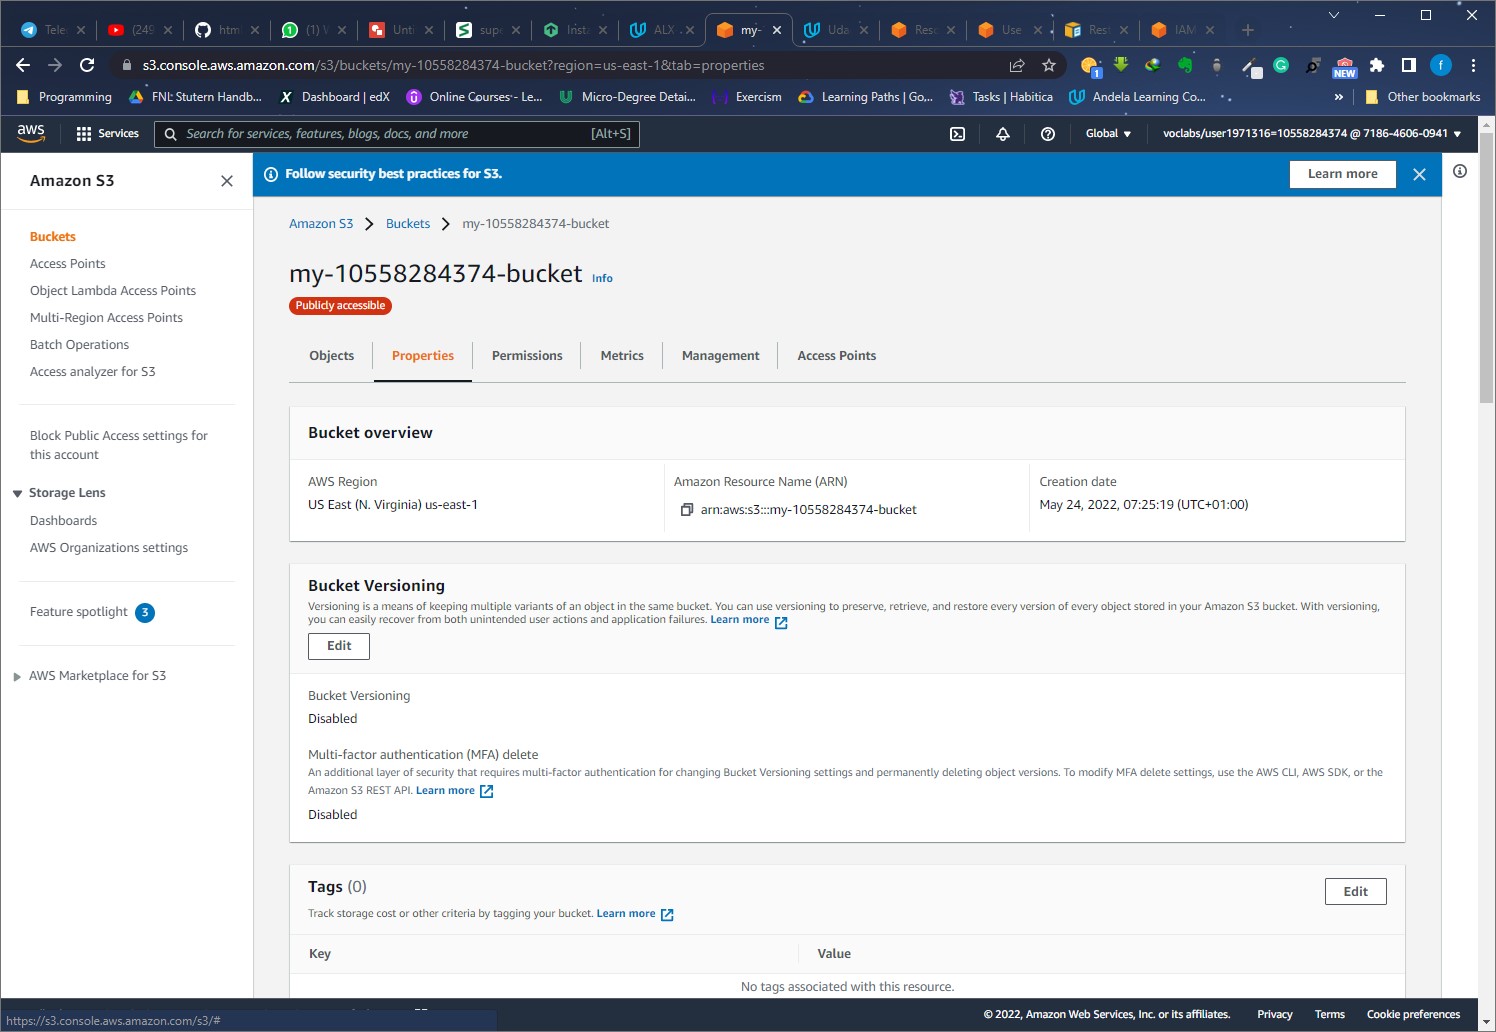 Tele
(249
htm
(1) W
Unti
supe
Inst
ALX
my-
Uda
Res
Use
Rest
IAM
s3.console.aws.amazon.com/s3/buckets/my-10558284374-bucket?region=us-east-1&tab=properties
1
NEW
f
Programming
FNL: Stutern Handb...
Dashboard | edX
Online Courses - Le...
Micro-Degree Detai...
Exercism
Learning Paths | Go...
Tasks | Habitica
Andela Learning Co...
»
Other bookmarks
aws
Services
Search for services, features, blogs, docs, and more
[Alt+S]
Global
voclabs/user1971316=10558284374 @ 7186-4606-0941
Amazon S3
Follow security best practices for S3.
Learn more
Buckets
Access Points
Object Lambda Access Points
Multi-Region Access Points
Batch Operations
Access analyzer for S3
Block Public Access settings for
this account
Storage Lens
Dashboards
AWS Organizations settings
Feature spotlight 3
AWS Marketplace for S3
Amazon S3 > Buckets > my-10558284374-bucket
my-10558284374-bucket Info
Publicly accessible
Objects
Properties
Permissions
Metrics
Management
Access Points
Bucket overview
AWS Region
US East (N. Virginia) us-east-1
Amazon Resource Name (ARN)
arn:aws:s3:::my-10558284374-bucket
Creation date
May 24, 2022, 07:25:19 (UTC+01:00)
Bucket Versioning
Versioning is a means of keeping multiple variants of an object in the same bucket. You can use versioning to preserve, retrieve, and restore every version of every object stored in your Amazon S3 bucket. With versioning,
you can easily recover from both unintended user actions and application failures. Learn more
Edit
Bucket Versioning
Disabled
Multi-factor authentication (MFA) delete
An additional layer of security that requires multi-factor authentication for changing Bucket Versioning settings and permanently deleting object versions. To modify MFA delete settings, use the AWS CLI, AWS SDK, or the
Amazon S3 REST API. Learn more
Disabled
Tags (0)
Edit
Track storage cost or other criteria by tagging your bucket. Learn more
Key
Value
No tags associated with this resource.
https://s3.console.aws.amazon.com/s3/#
© 2022, Amazon Web Services, Inc. or its affiliates.
Privacy
Terms
Cookie preferences